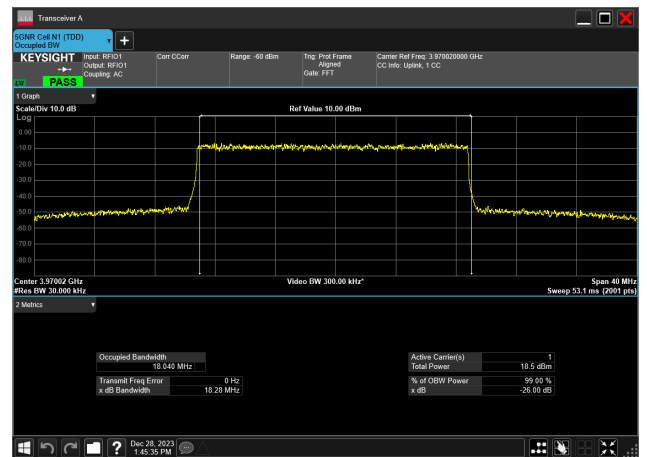 Transceiver A
5GNR Cell N1 (TDD)
Occupied BW
KEYSIGHT
LXI
PASS
Input: RFIO1
Output: RFIO1
Coupling: AC
Corr CCorr
Range: -60 dBm
Trig: Prot Frame
Aligned
Gate: FFT
Carrier Ref Freq: 3.970020000 GHz
CC Info: Uplink, 1 CC
1 Graph
Scale/Div 10.0 dB
Ref Value 10.00 dBm
Log
0.00
-10.0
-20.0
-30.0
-40.0
-50.0
-60.0
-70.0
-80.0
Center 3.97002 GHz
Video BW 300.00 kHz*
Span 40 MHz
#Res BW 30.000 kHz
Sweep 53.1 ms (2001 pts)
2 Metrics
Occupied Bandwidth
18.040 MHz
Transmit Freq Error 0 Hz
x dB Bandwidth 18.28 MHz
Active Carrier(s) 1
Total Power 18.5 dBm
% of OBW Power 99.00 %
x dB -26.00 dB
Dec 28, 2023
1:45:35 PM